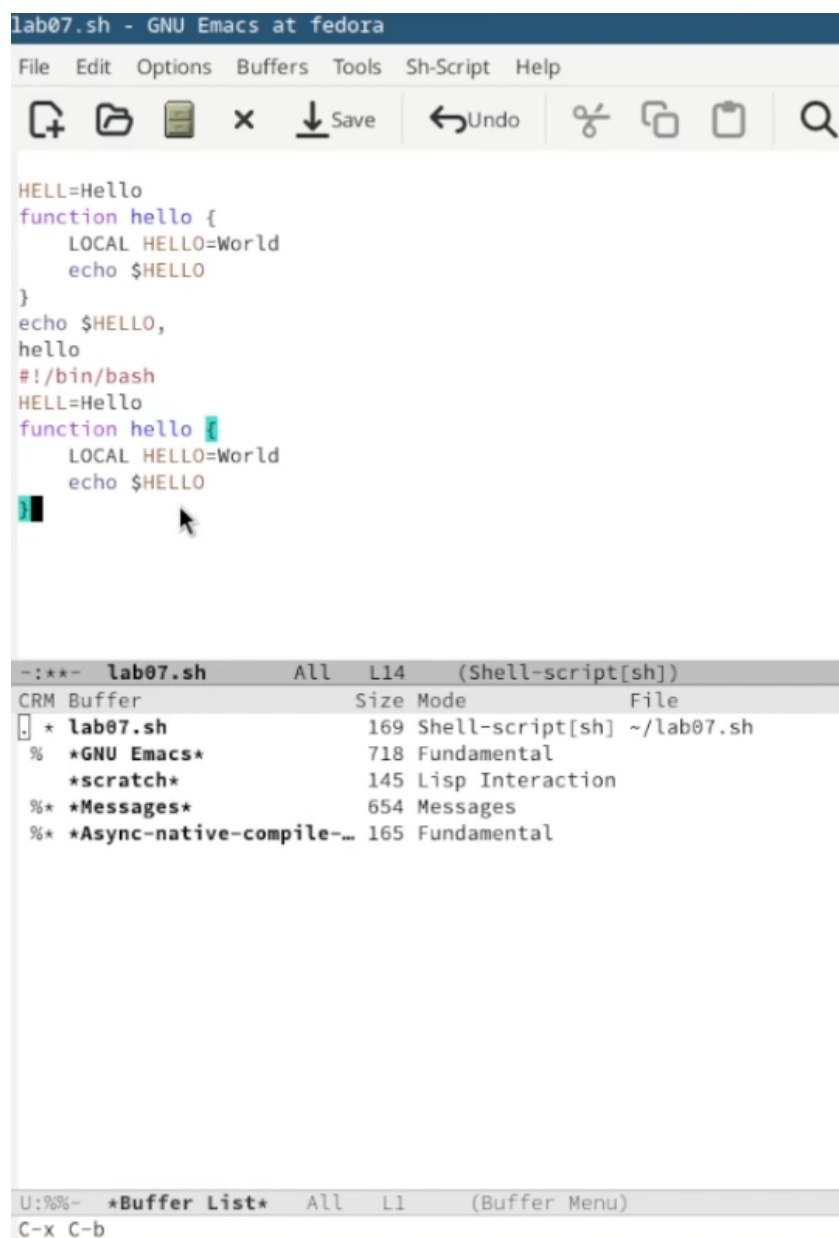 lab07.sh - GNU Emacs at fedora
File Edit Options Buffers Tools Sh-Script Help
Save Undo
HELL=Hello
function hello {
    LOCAL HELLO=World
    echo $HELLO
}
echo $HELLO,
hello
#!/bin/bash
HELL=Hello
function hello {
    LOCAL HELLO=World
    echo $HELLO
}
-:**-  lab07.sh       All   L14    (Shell-script[sh])
CRM Buffer                 Size Mode             File
. * lab07.sh                169 Shell-script[sh] ~/lab07.sh
 %  *GNU Emacs*             718 Fundamental
    *scratch*               145 Lisp Interaction
 %* *Messages*              654 Messages
 %* *Async-native-compile-… 165 Fundamental
U:%%-  *Buffer List*   All   L1     (Buffer Menu)
C-x C-b